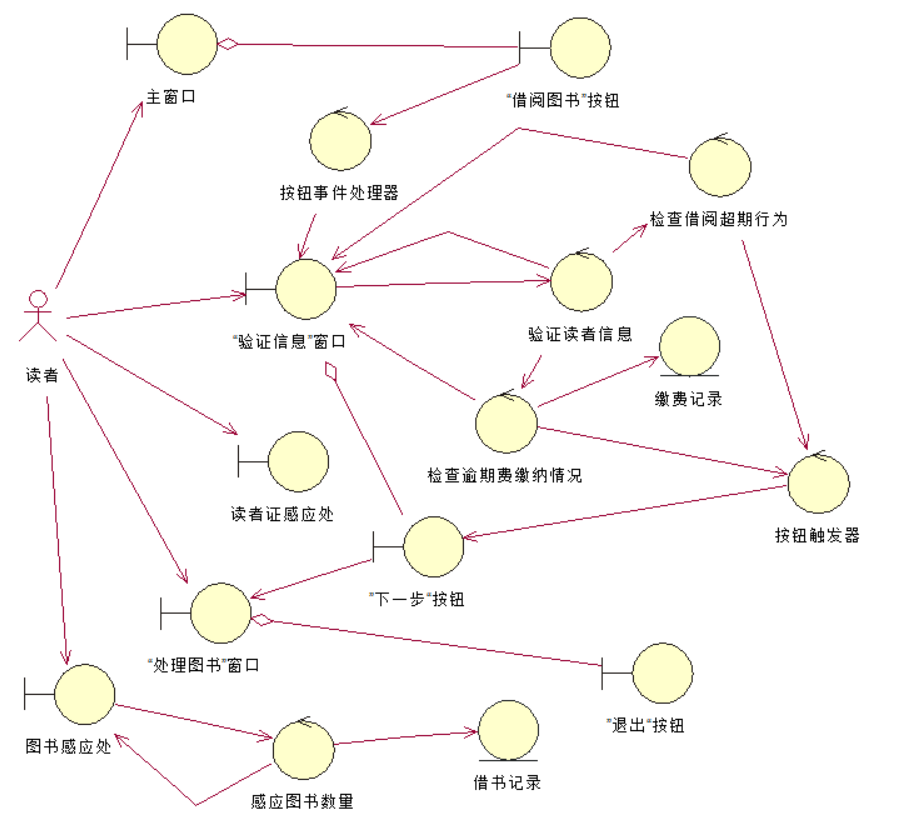 主窗口
“借阅图书”按钮
按钮事件处理器
检查借阅超期行为
“验证信息”窗口
验证读者信息
读者
缴费记录
检查逾期费缴纳情况
读者证感应处
按钮触发器
”下一步“按钮
“处理图书”窗口
”退出“按钮
图书感应处
感应图书数量
借书记录